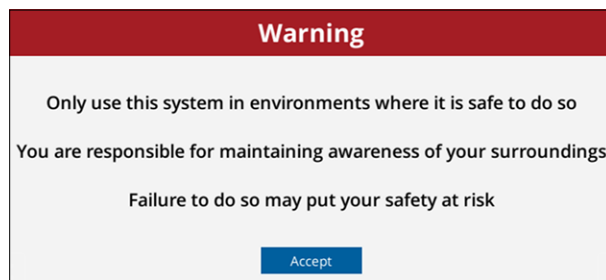 Warning
Only use this system in environments where it is safe to do so
You are responsible for maintaining awareness of your surroundings
Failure to do so may put your safety at risk
Accept